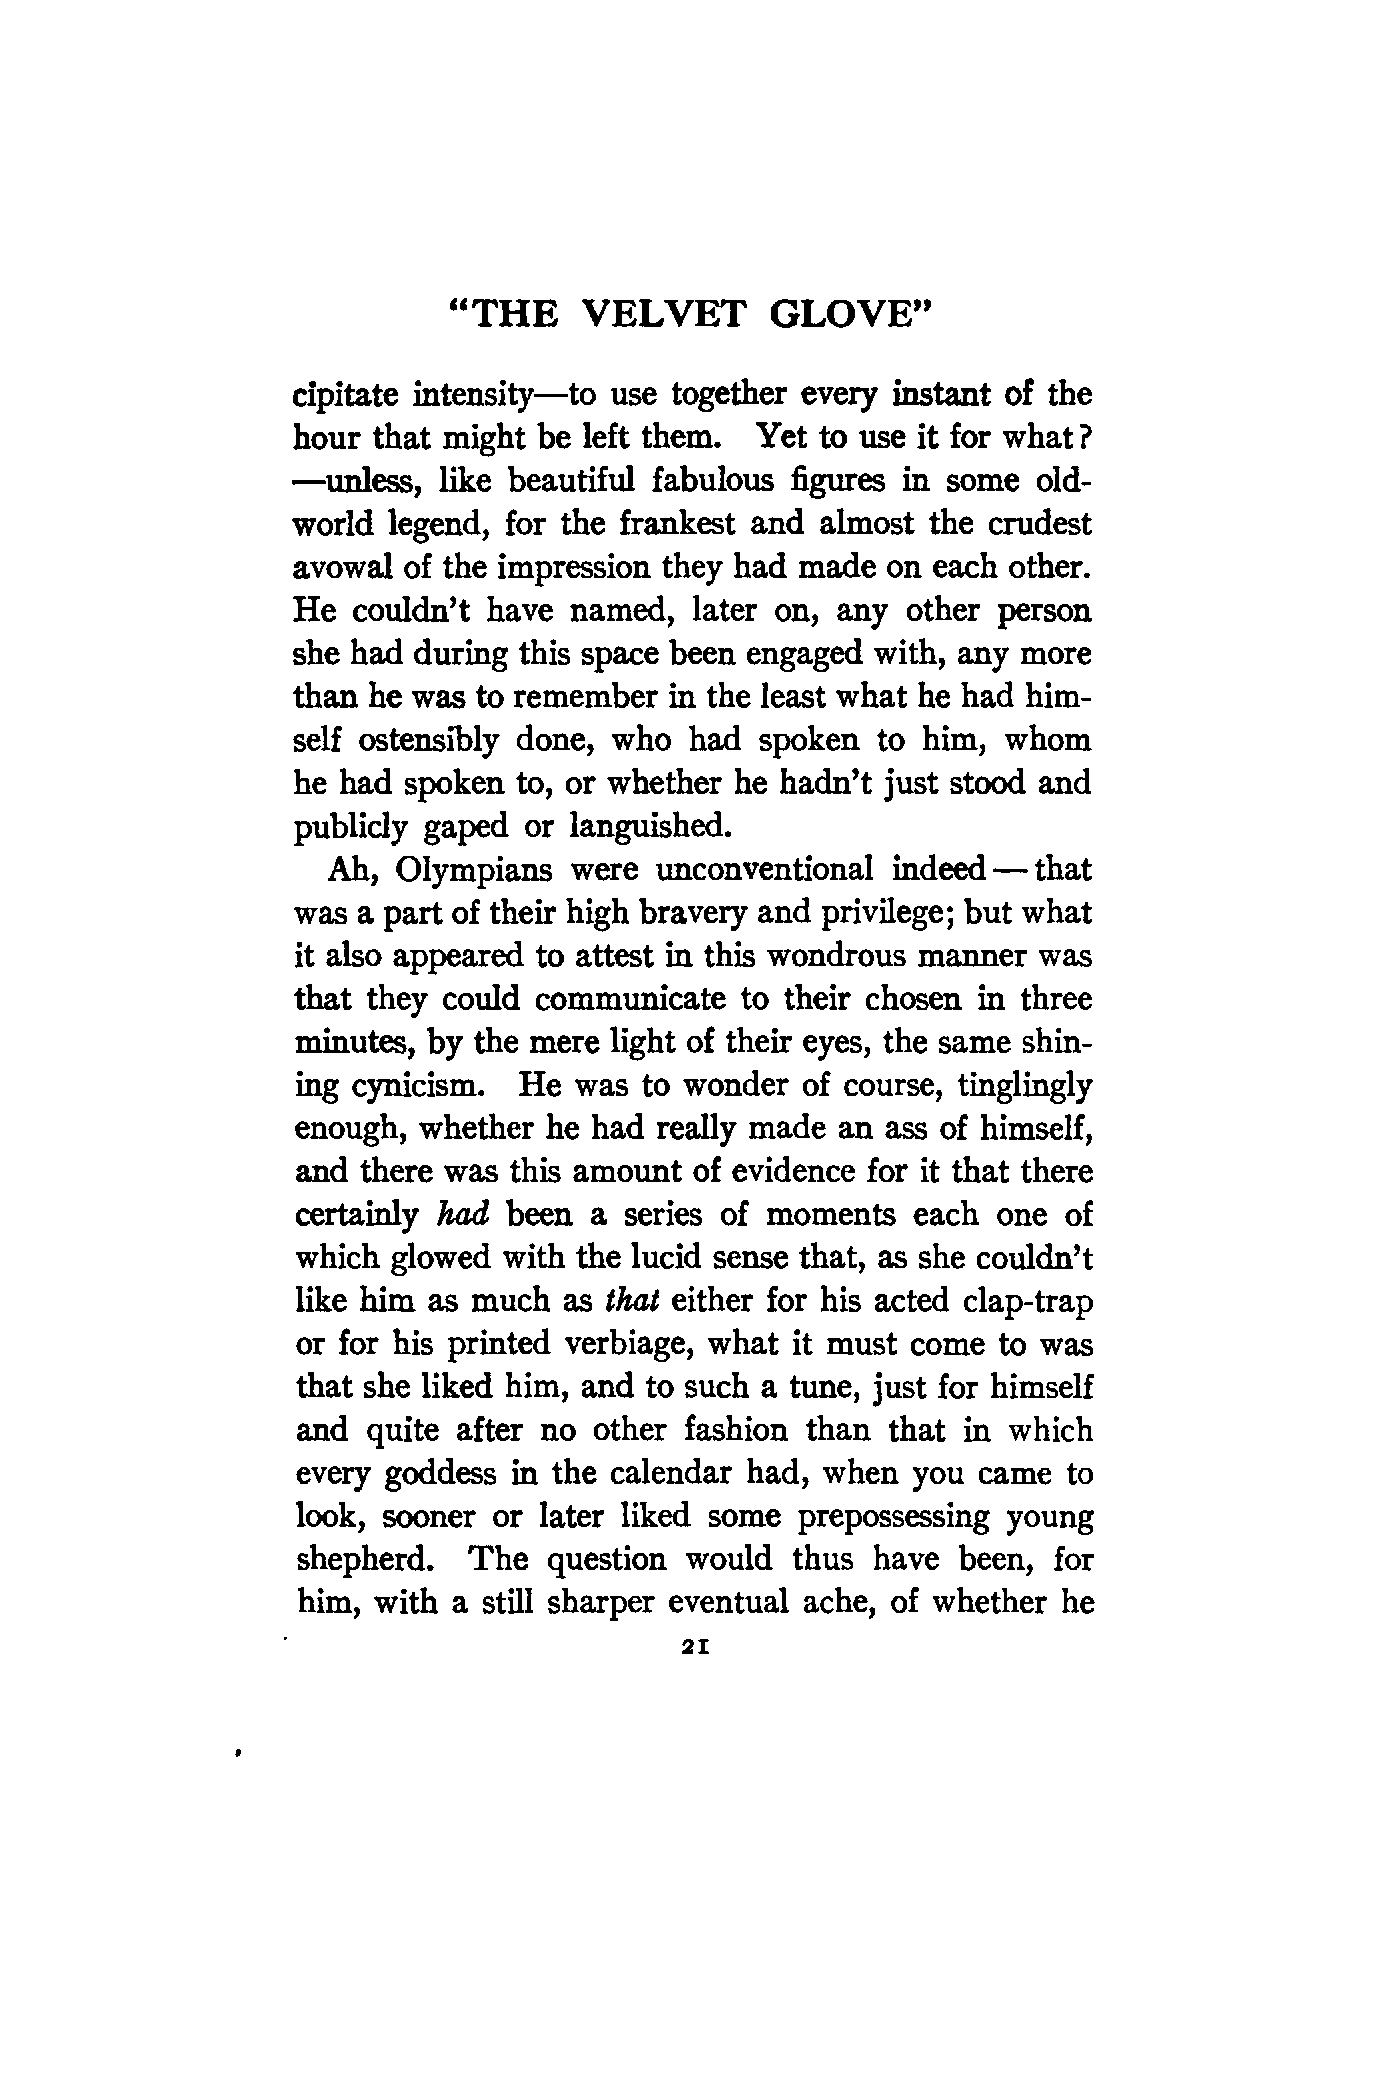 “THE VELVET GLOVE”
cipitate intensity—to use together every instant of the
hour that might be left them. Yet to use it for what?
—unless, like beautiful fabulous figures in some old-
world legend, for the frankest and almost the crudest
avowal of the impression they had made on each other.
He couldn’t have named, later on, any other person
she had during this space been engaged with, any more
than he was to remember in the least what he had him-
self ostensibly done, who had spoken to him, whom
he had spoken to, or whether he hadn’t just stood and
publicly gaped or languished.
Ah, Olympians were unconventional indeed—that
was a part of their high bravery and privilege; but what
it also appeared to attest in this wondrous manner was
that they could communicate to their chosen in three
minutes, by the mere light of their eyes, the same shin-
ing cynicism. He was to wonder of course, tinglingly
enough, whether he had really made an ass of himself,
and there was this amount of evidence for it that there
certainly had been a series of moments each one of
which glowed with the lucid sense that, as she couldn’t
like him as much as that either for his acted clap-trap
or for his printed verbiage, what it must come to was
that she liked him, and to such a tune, just for himself
and quite after no other fashion than that in which
every goddess in the calendar had, when you came to
look, sooner or later liked some prepossessing young
shepherd. The question would thus have been, for
him, with a still sharper eventual ache, of whether he
21